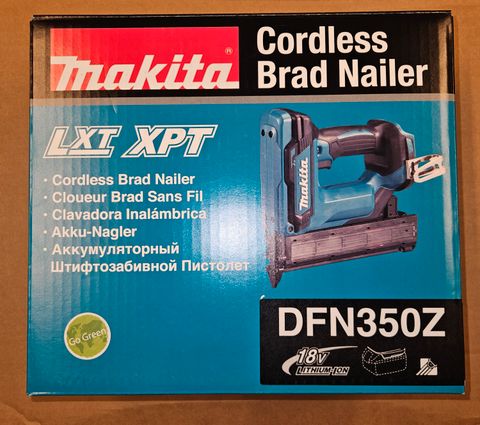 makita®
Cordless
Brad Nailer
LXT XPT
· Cordless Brad Nailer
· Cloueur Brad Sans Fil
· Clavadora Inalámbrica
· Akku-Nagler
· Аккумуляторный
Штифтозабивной Пистолет
makita
Go Green
DFN350Z
18V
LITHIUM-ION